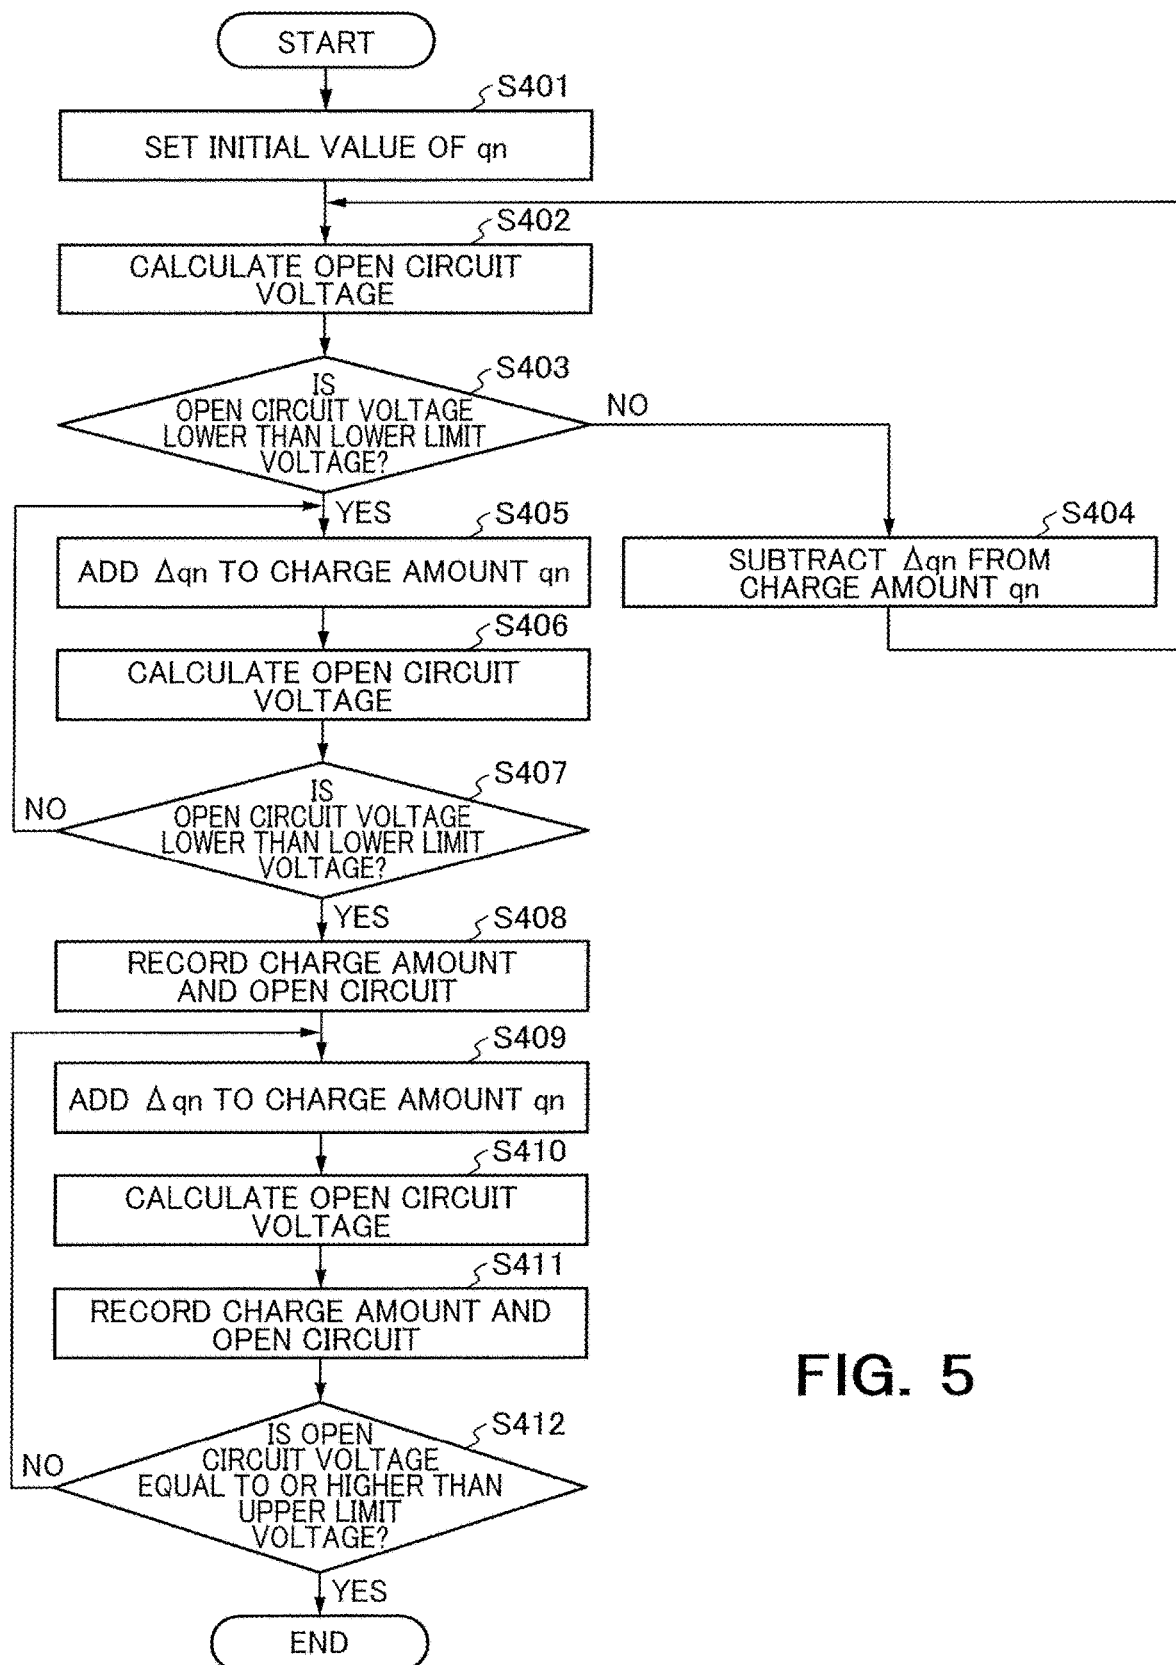 START
S401
SET INITIAL VALUE OF qn
S402
CALCULATE OPEN CIRCUIT
VOLTAGE
S403
IS
OPEN CIRCUIT VOLTAGE
LOWER THAN LOWER LIMIT
VOLTAGE?
NO
YES
S404
SUBTRACT Δqn FROM
CHARGE AMOUNT qn
S405
ADD Δqn TO CHARGE AMOUNT qn
S406
CALCULATE OPEN CIRCUIT
VOLTAGE
S407
IS
OPEN CIRCUIT VOLTAGE
LOWER THAN LOWER LIMIT
VOLTAGE?
NO
YES
S408
RECORD CHARGE AMOUNT
AND OPEN CIRCUIT
S409
ADD Δqn TO CHARGE AMOUNT qn
S410
CALCULATE OPEN CIRCUIT
VOLTAGE
S411
RECORD CHARGE AMOUNT AND
OPEN CIRCUIT
S412
IS OPEN
CIRCUIT VOLTAGE
EQUAL TO OR HIGHER THAN
UPPER LIMIT
VOLTAGE?
NO
YES
END
FIG. 5